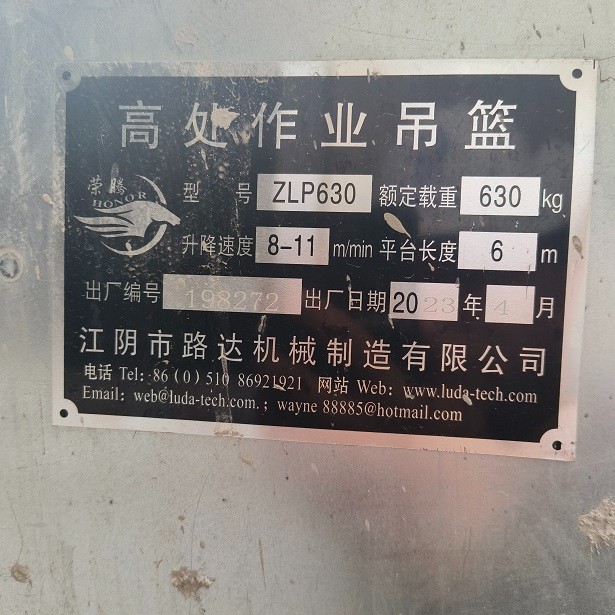 高处作业吊篮
荣腾
HONOR
型 号 ZLP630 额定载重 630 kg
升降速度 8-11 m/min 平台长度 6 m
出厂编号 198272 出厂日期 2023 年 4 月
江阴市路达机械制造有限公司
电话 Tel: 86 (0) 510 86921921 网站 Web: www.luda-tech.com
Email: web@luda-tech.com. ; wayne 88885@hotmail.com